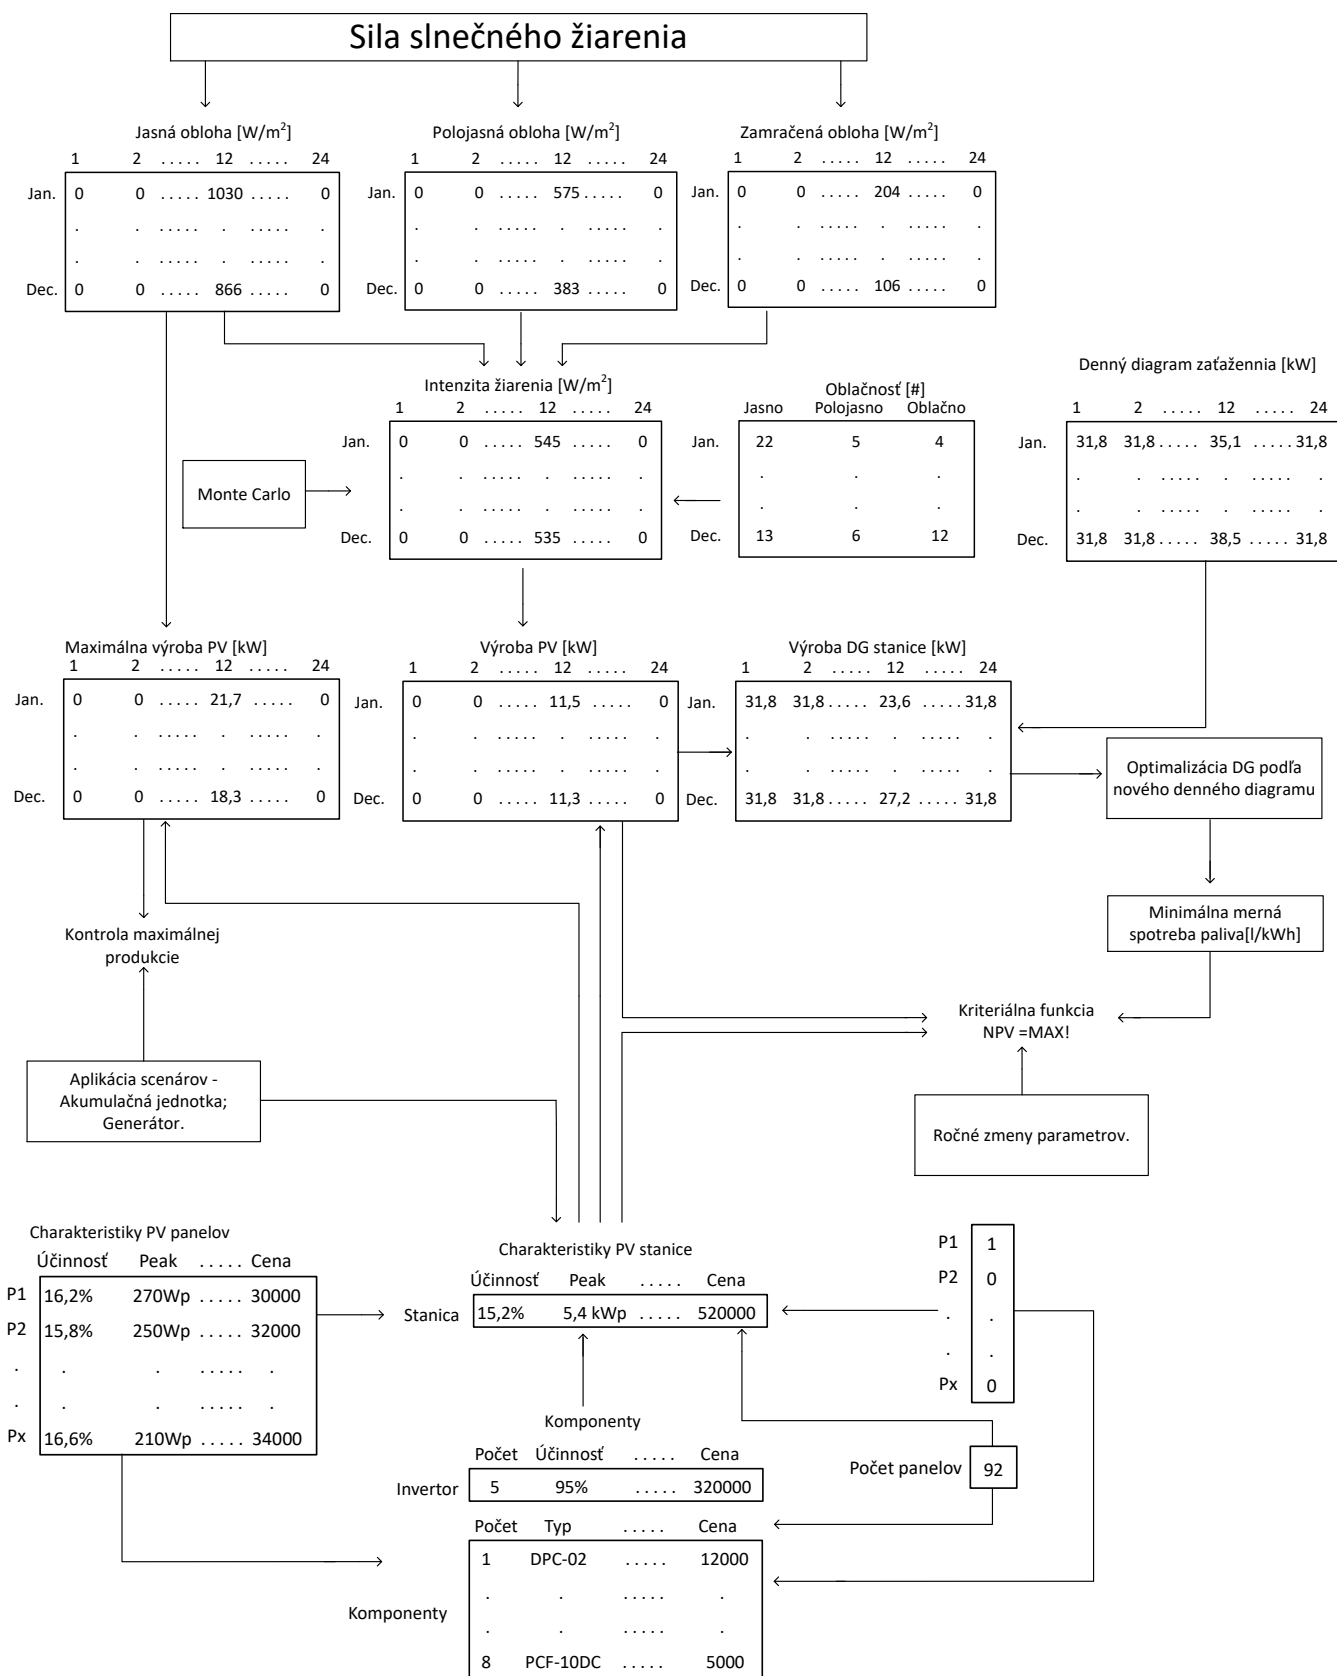 Sila slnečného žiarenia
Jasná obloha [W/m²]
1 2 ..... 12 ..... 24
Jan. 0 0 ..... 1030 ..... 0
. . ..... . ..... .
. . ..... . ..... .
Dec. 0 0 ..... 866 ..... 0
Polojasná obloha [W/m²]
1 2 ..... 12 ..... 24
Jan. 0 0 ..... 575 ..... 0
. . ..... . ..... .
. . ..... . ..... .
Dec. 0 0 ..... 383 ..... 0
Zamračená obloha [W/m²]
1 2 ..... 12 ..... 24
Jan. 0 0 ..... 204 ..... 0
. . ..... . ..... .
. . ..... . ..... .
Dec. 0 0 ..... 106 ..... 0
Monte Carlo
Intenzita žiarenia [W/m²]
1 2 ..... 12 ..... 24
Jan. 0 0 ..... 545 ..... 0
. . ..... . ..... .
. . ..... . ..... .
Dec. 0 0 ..... 535 ..... 0
Oblačnosť [#]
Jasno Polojasno Oblačno
Jan. 22 5 4
. . .
. . .
Dec. 13 6 12
Denný diagram zaťažennia [kW]
1 2 ..... 12 ..... 24
Jan. 31,8 31,8 ..... 35,1 ..... 31,8
. . ..... . ..... .
. . ..... . ..... .
Dec. 31,8 31,8 ..... 38,5 ..... 31,8
Maximálna výroba PV [kW]
1 2 ..... 12 ..... 24
Jan. 0 0 ..... 21,7 ..... 0
. . ..... . ..... .
. . ..... . ..... .
Dec. 0 0 ..... 18,3 ..... 0
Výroba PV [kW]
1 2 ..... 12 ..... 24
Jan. 0 0 ..... 11,5 ..... 0
. . ..... . ..... .
. . ..... . ..... .
Dec. 0 0 ..... 11,3 ..... 0
Výroba DG stanice [kW]
1 2 ..... 12 ..... 24
Jan. 31,8 31,8 ..... 23,6 ..... 31,8
. . ..... . ..... .
. . ..... . ..... .
Dec. 31,8 31,8 ..... 27,2 ..... 31,8
Optimalizácia DG podľa
nového denného diagramu
Minimálna merná
spotreba paliva[l/kWh]
Kontrola maximálnej
produkcie
Kriteriálna funkcia
NPV =MAX!
Aplikácia scenárov -
Akumulačná jednotka;
Generátor.
Ročné zmeny parametrov.
Charakteristiky PV panelov
Účinnosť Peak ..... Cena
P1 16,2% 270Wp ..... 30000
P2 15,8% 250Wp ..... 32000
. . . ..... .
. . . ..... .
Px 16,6% 210Wp ..... 34000
Charakteristiky PV stanice
Účinnosť Peak ..... Cena
Stanica 15,2% 5,4 kWp ..... 520000
P1 1
P2 0
. .
. .
Px 0
Komponenty
Počet Účinnosť ..... Cena
Invertor 5 95% ..... 320000
Počet panelov 92
Počet Typ ..... Cena
1 DPC-02 ..... 12000
. . ..... .
Komponenty
. . ..... .
8 PCF-10DC ..... 5000